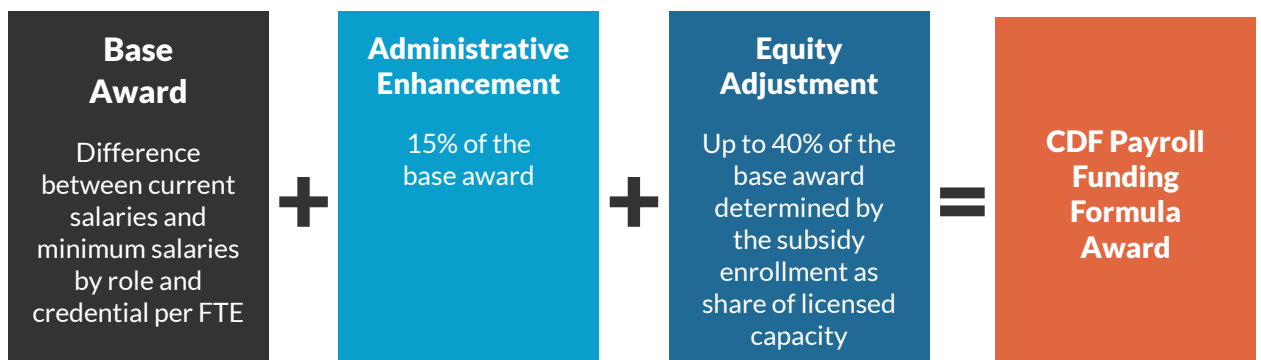 Base
Award
Difference
between current
salaries and
minimum salaries
by role and
credential per FTE
+
Administrative
Enhancement
15% of the
base award
+
Equity
Adjustment
Up to 40% of the
base award
determined by
the subsidy
enrollment as
share of licensed
capacity
=
CDF Payroll
Funding
Formula
Award